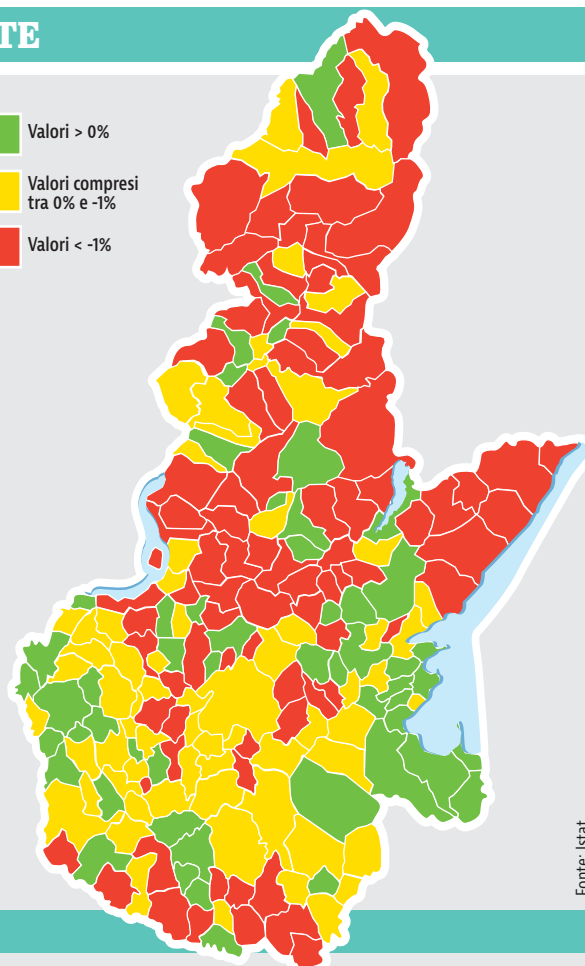 TE
Valori > 0%
Valori compresi
tra 0% e -1%
Valori < -1%
Fonte: Istat